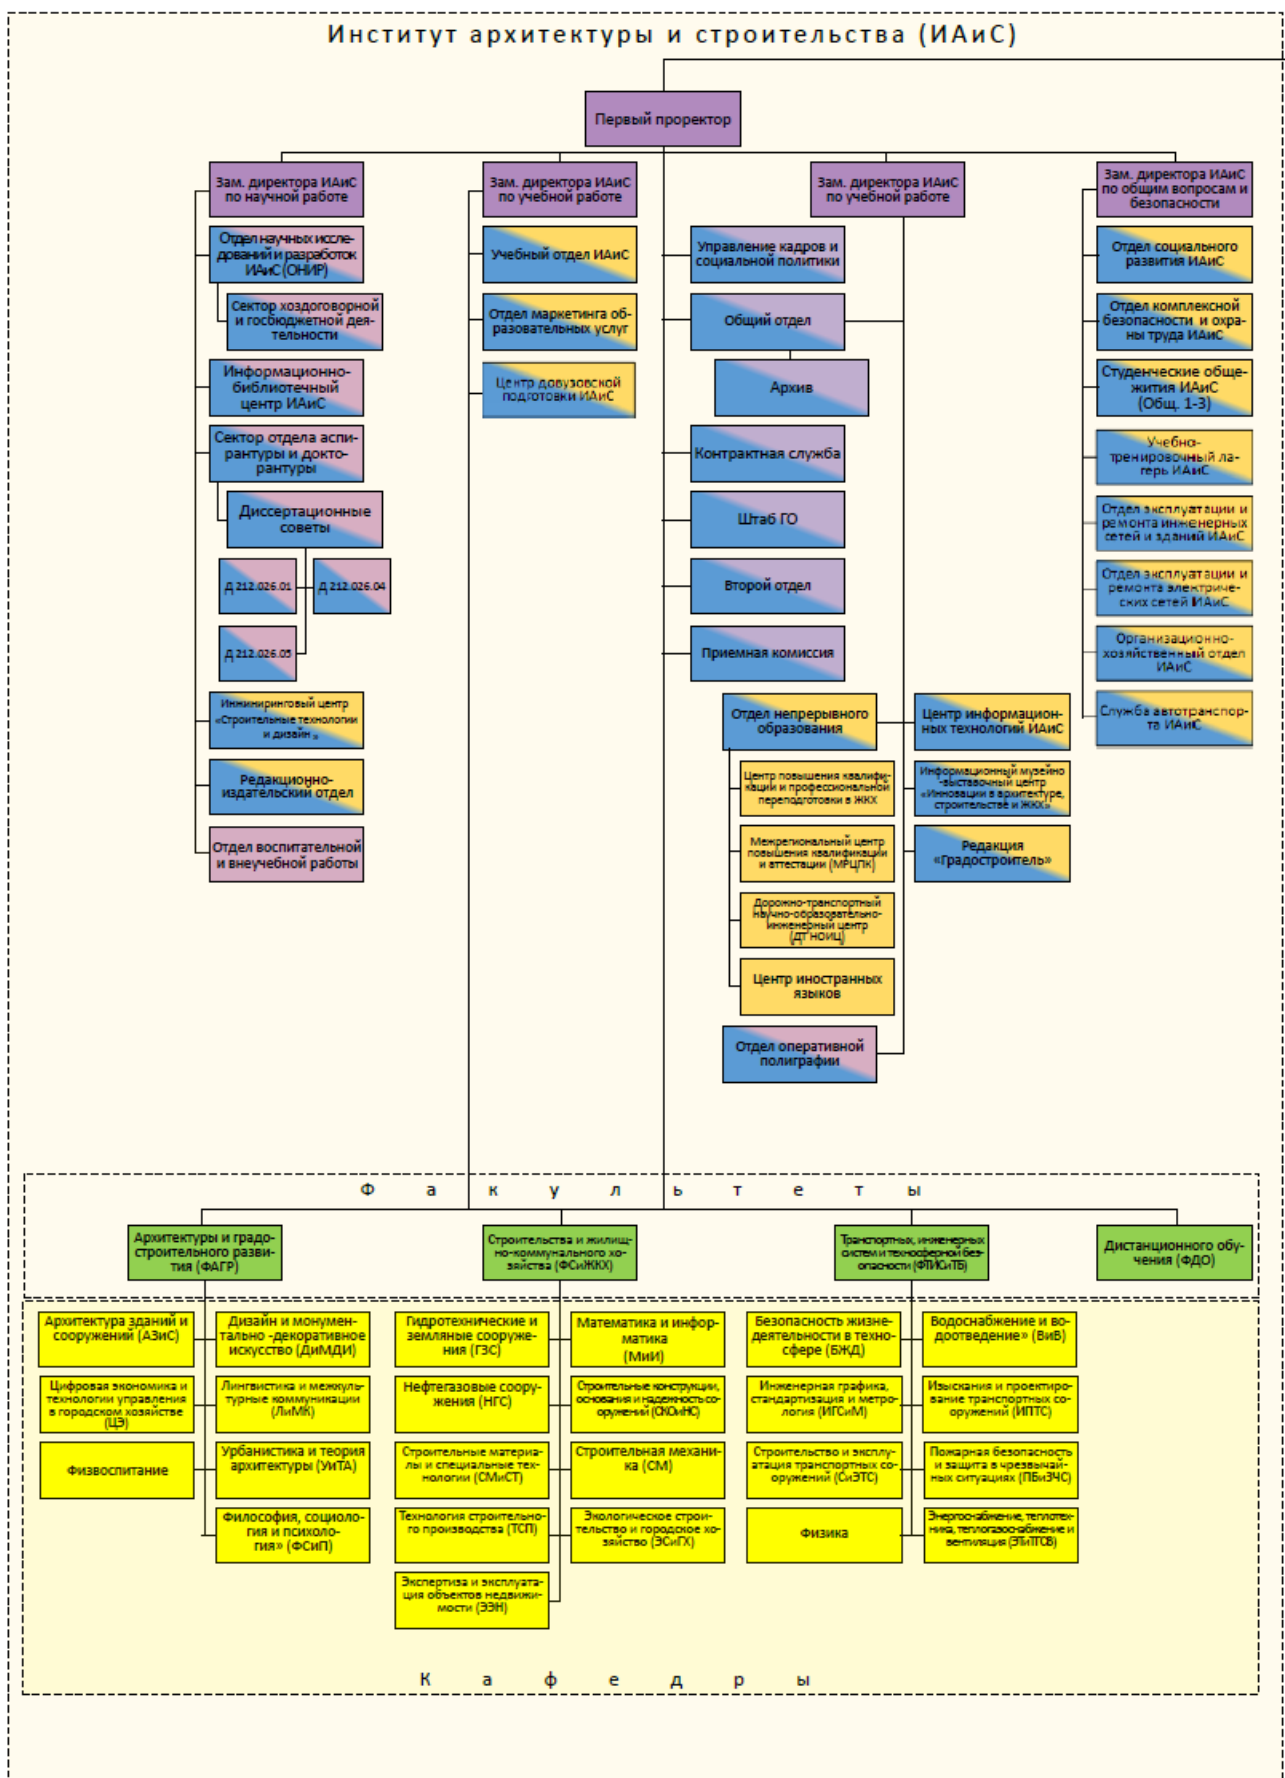 Институт архитектуры и строительства (ИАиС)
Первый проректор
Зам. директора ИАиС
по научной работе
Отдел научных иссле-
дований и разработок
ИАиС (ОНИР)
Сектор хоздоговорной
и госбюджетной дея-
тельности
Информационно-
библиотечный
центр ИАиС
Сектор отдела аспи-
рантуры и докто-
рантуры
Диссертационные
советы
Д 212.026.01
Д 212.026.04
Д 212.026.05
Инжиниринговый центр
«Строительные технологии
и дизайн »
Редакционно-
издательский отдел
Отдел воспитательной
и внеучебной работы
Зам. директора ИАиС
по учебной работе
Учебный отдел ИАиС
Отдел маркетинга об-
разовательных услуг
Центр довузовской
подготовки ИАиС
Зам. директора ИАиС
по учебной работе
Управление кадров и
социальной политики
Общий отдел
Архив
Контрактная служба
Штаб ГО
Второй отдел
Приемная комиссия
Отдел непрерывного
образования
Центр повышения квалифи-
кации и профессиональной
переподготовки в ЖКХ
Межрегиональный центр
повышения квалификации
и аттестации (МРЦПК)
Дорожно-транспортный
научно-образовательно-
инженерный центр
(ДТ НОИЦ)
Центр иностранных
языков
Отдел оперативной
полиграфии
Центр информацион-
ных технологий ИАиС
Информационный музейно
-выставочный центр
«Инновации в архитектуре,
строительстве и ЖКХ»
Редакция
«Градостроитель»
Зам. директора ИАиС
по общим вопросам и
безопасности
Отдел социального
развития ИАиС
Отдел комплексной
безопасности и охра-
ны труда ИАиС
Студенческие обще-
жития ИАиС
(Общ. 1-3)
Учебно-
тренировочный ла-
герь ИАиС
Отдел эксплуатации и
ремонта инженерных
сетей и зданий ИАиС
Отдел эксплуатации и
ремонта электриче-
ских сетей ИАиС
Организационно-
хозяйственный отдел
ИАиС
Служба автотранспор-
та ИАиС
Факультеты
Архитектуры и градо-
строительного разви-
тия (ФАГР)
Строительства и жилищ-
но-коммунального хо-
зяйства (ФСиЖКХ)
Транспортных, инженерных
систем и техносферной без-
опасности (ФТИСиТБ)
Дистанционного обу-
чения (ФДО)
Архитектура зданий и
сооружений (АЗиС)
Дизайн и монумен-
тально -декоративное
искусство (ДиМДИ)
Цифровая экономика и
технологии управления
в городском хозяйстве
(ЦЭ)
Лингвистика и межкуль-
турные коммуникации
(ЛиМК)
Физвоспитание
Урбанистика и теория
архитектуры (УиТА)
Философия, социоло-
гия и психоло-
гия» (ФСиП)
Гидротехнические и
земляные сооруже-
ния (ГЗС)
Математика и инфор-
матика
(МиИ)
Нефтегазовые соору-
жения (НГС)
Строительные конструкции,
основания и надежность со-
оружений (СКОиНС)
Строительные материа-
лы и специальные тех-
нологии (СМиСТ)
Строительная механи-
ка (СМ)
Технология строительно-
го производства (ТСП)
Экологическое строи-
тельство и городское хо-
зяйство (ЭСиГХ)
Экспертиза и эксплуата-
ция объектов недвижи-
мости (ЭЭН)
Безопасность жизне-
деятельности в техно-
сфере (БЖД)
Водоснабжение и во-
доотведение» (ВиВ)
Инженерная графика,
стандартизация и метро-
логия (ИГСиМ)
Изыскания и проектиро-
вание транспортных со-
оружений (ИПТС)
Строительство и эксплу-
атация транспортных со-
оружений (СиЭТС)
Пожарная безопасность
и защита в чрезвычай-
ных ситуациях (ПБиЗЧС)
Физика
Энергоснабжение, теплотех-
ника, теплогазоснабжение и
вентиляция (ЭТиТГСВ)
Кафедры